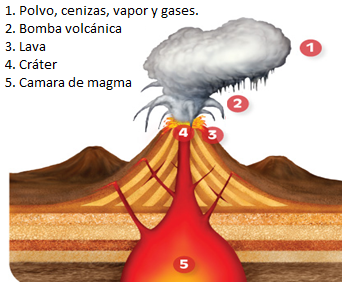 1. Polvo, cenizas, vapor y gases.
2. Bomba volcánica
3. Lava
4. Cráter
5. Camara de magma
1
2
4
3
5